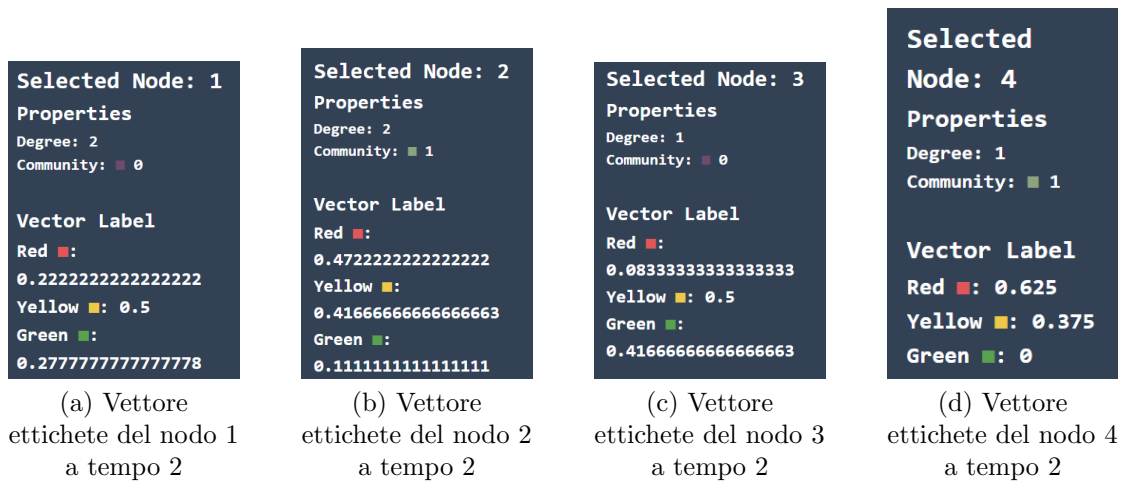 Selected Node: 1
Properties
Degree: 2
Community: 0
Vector Label
Red :
0.2222222222222222
Yellow : 0.5
Green :
0.2777777777777778
(a) Vettore
ettichete del nodo 1
a tempo 2
Selected Node: 2
Properties
Degree: 2
Community: 1
Vector Label
Red :
0.4722222222222222
Yellow :
0.41666666666666663
Green :
0.1111111111111111
(b) Vettore
ettichete del nodo 2
a tempo 2
Selected Node: 3
Properties
Degree: 1
Community: 0
Vector Label
Red :
0.08333333333333333
Yellow : 0.5
Green :
0.41666666666666663
(c) Vettore
ettichete del nodo 3
a tempo 2
Selected
Node: 4
Properties
Degree: 1
Community: 1
Vector Label
Red : 0.625
Yellow : 0.375
Green : 0
(d) Vettore
ettichete del nodo 4
a tempo 2